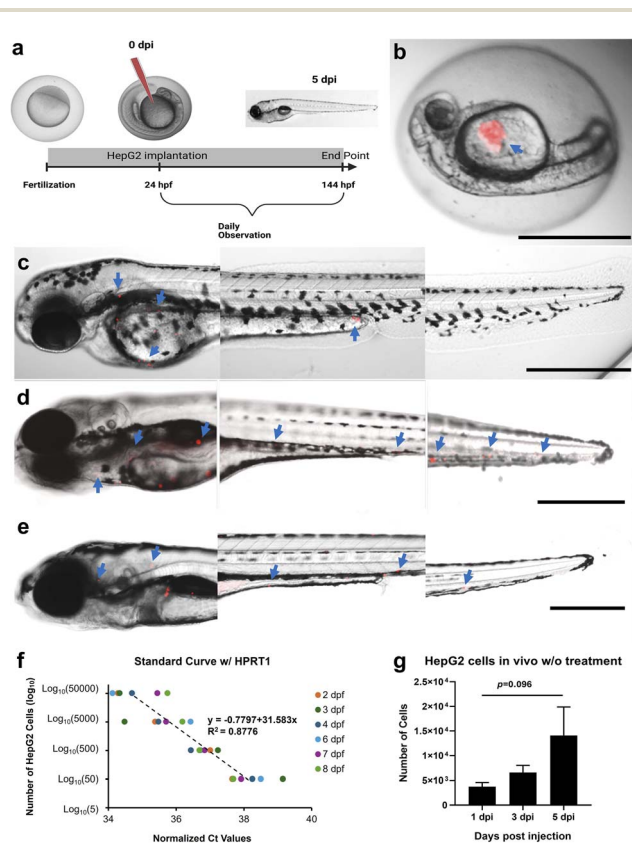 a
0 dpi
5 dpi
HepG2 implantation
End Point
Fertilization
24 hpf
144 hpf
Daily
Observation
b
c
d
e
f
Standard Curve w/ HPRT1
Number of HepG2 Cells (log₁₀)
Log₁₀(50000)
Log₁₀(5000)
Log₁₀(500)
Log₁₀(50)
Log₁₀(5)
y = -0.7797+31.583x
R² = 0.8776
2 dpf
3 dpf
4 dpf
6 dpf
7 dpf
8 dpf
34
36
38
40
Normalized Ct Values
g
HepG2 cells in vivo w/o treatment
Number of Cells
2.5×10⁴
2×10⁴
1.5×10⁴
1×10⁴
5×10³
0
p=0.096
1 dpi
3 dpi
5 dpi
Days post injection